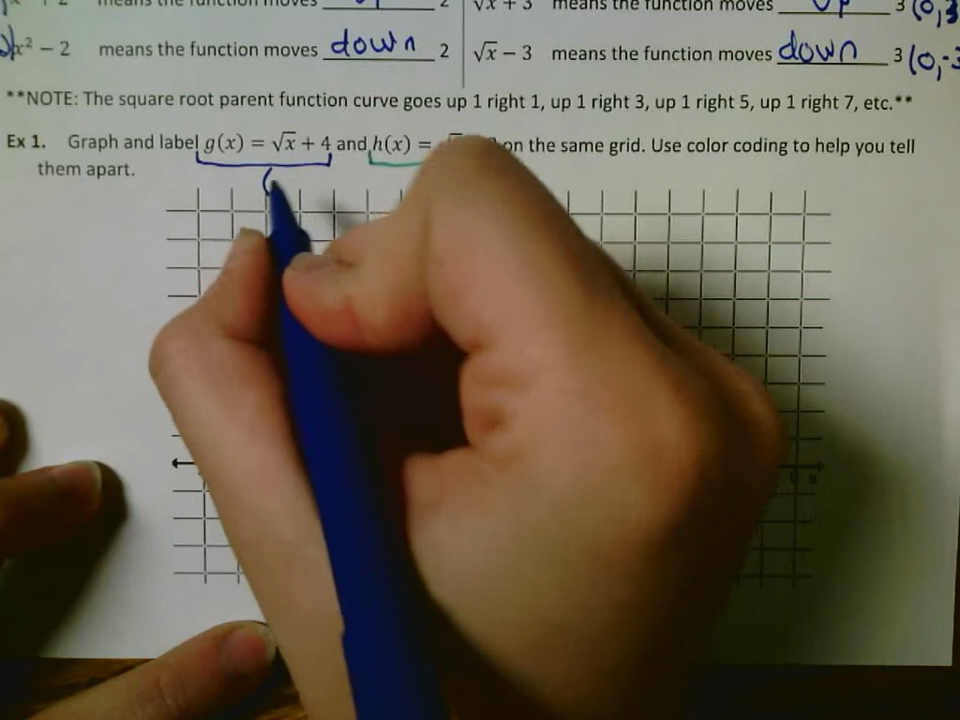 means the function moves up 2 √x + 3 means the function moves up 3 (0,3
x² − 2 means the function moves down 2 √x − 3 means the function moves down 3 (0,-3
**NOTE: The square root parent function curve goes up 1 right 1, up 1 right 3, up 1 right 5, up 1 right 7, etc.**
Ex 1. Graph and label g(x) = √x + 4 and h(x) = on the same grid. Use color coding to help you tell
them apart.
(